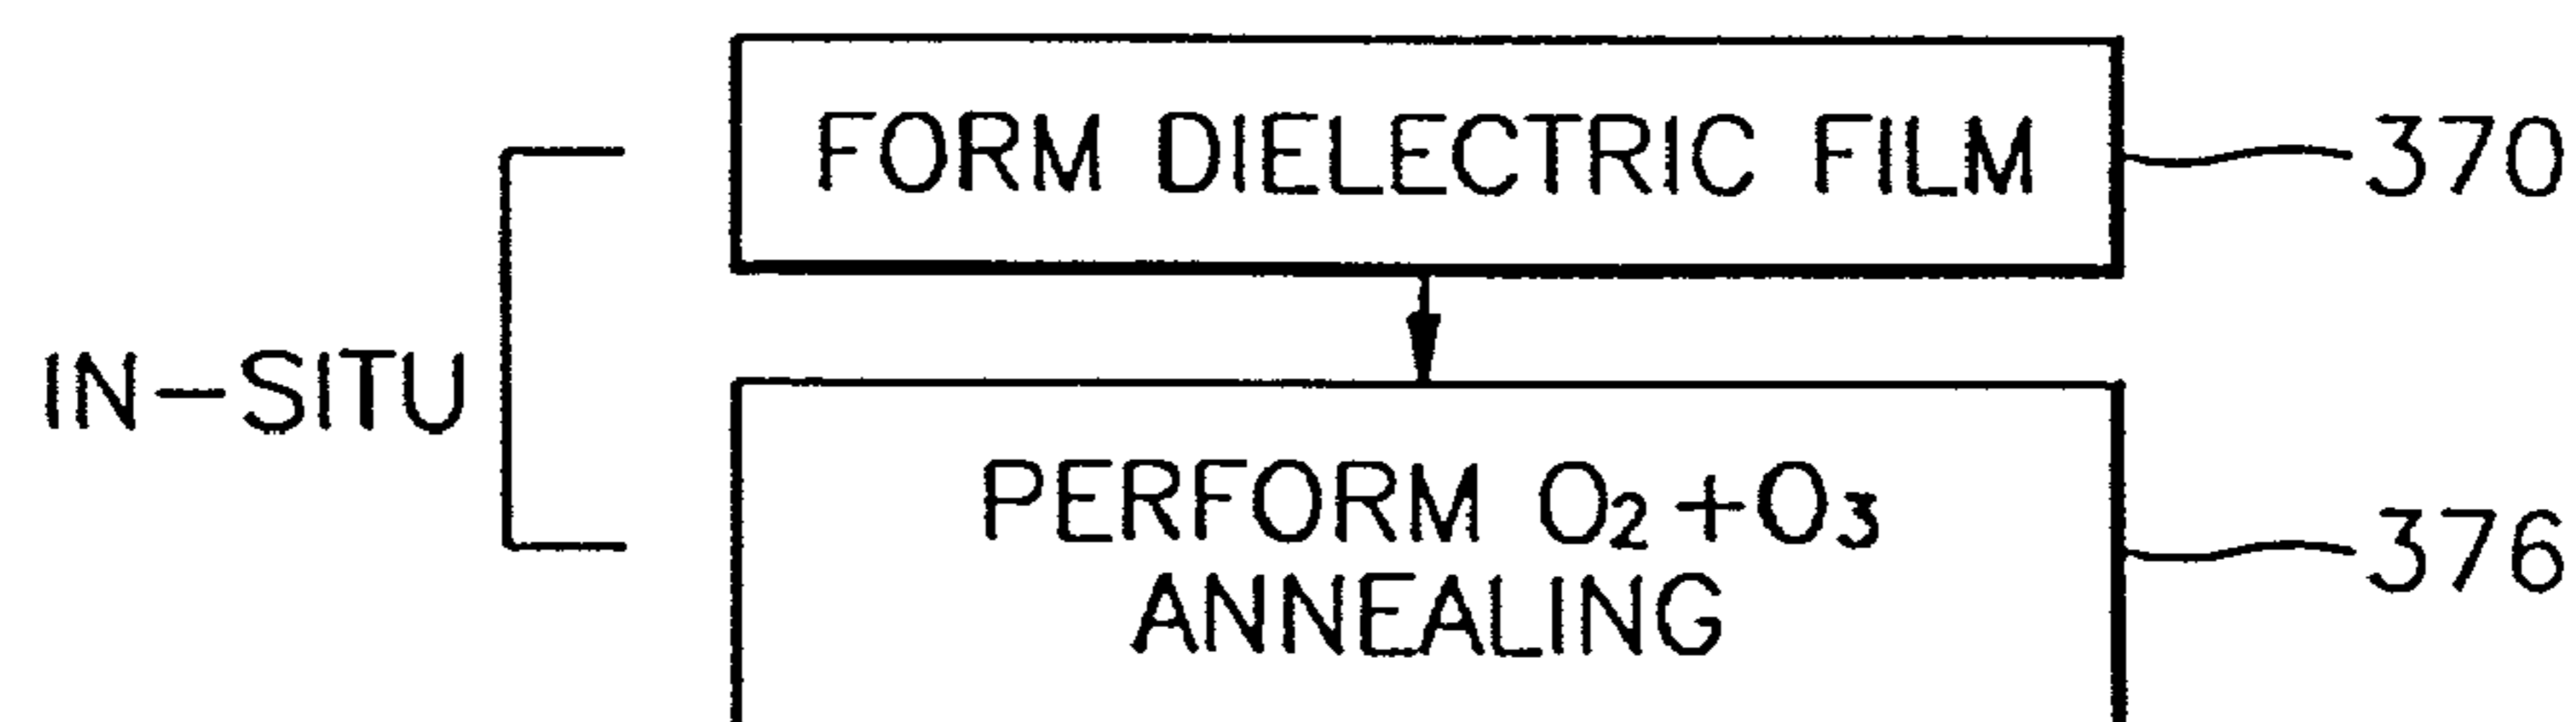 FORM DIELECTRIC FILM
370
IN-SITU
PERFORM O₂+O₃
ANNEALING
376